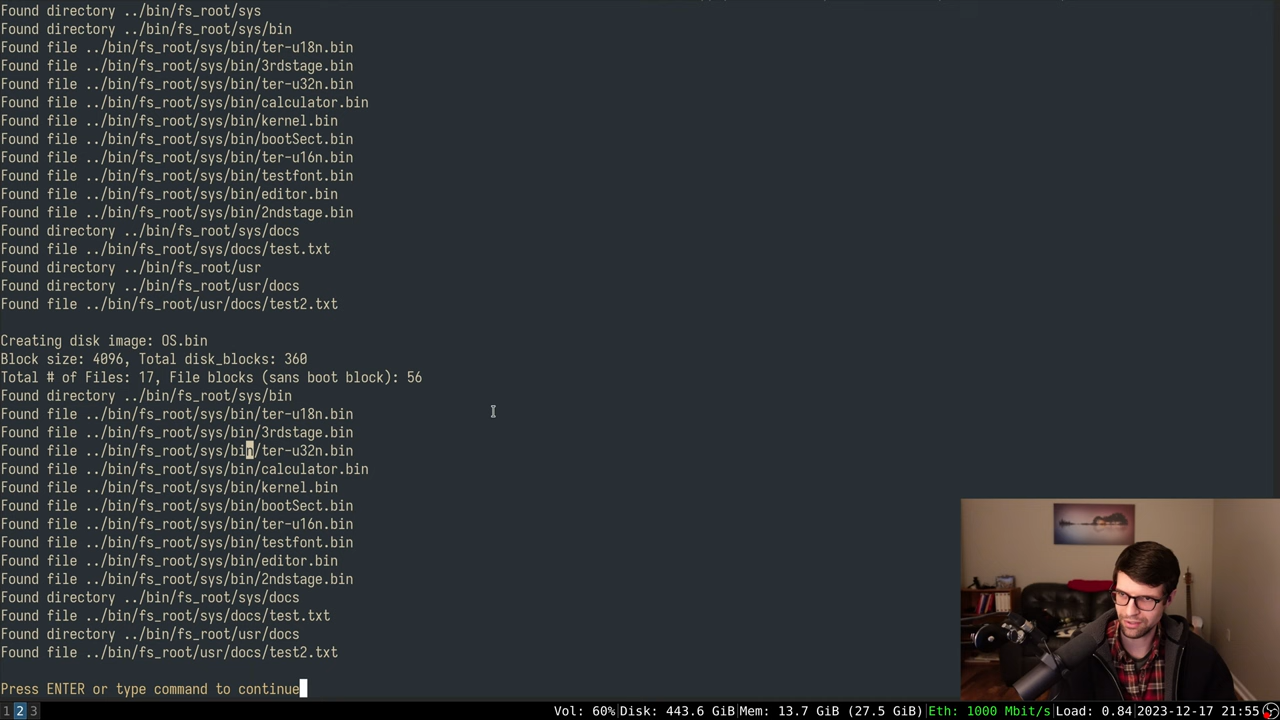 Found directory ../bin/fs_root/sys
Found directory ../bin/fs_root/sys/bin
Found file ../bin/fs_root/sys/bin/ter-u18n.bin
Found file ../bin/fs_root/sys/bin/3rdstage.bin
Found file ../bin/fs_root/sys/bin/ter-u32n.bin
Found file ../bin/fs_root/sys/bin/calculator.bin
Found file ../bin/fs_root/sys/bin/kernel.bin
Found file ../bin/fs_root/sys/bin/bootSect.bin
Found file ../bin/fs_root/sys/bin/ter-u16n.bin
Found file ../bin/fs_root/sys/bin/testfont.bin
Found file ../bin/fs_root/sys/bin/editor.bin
Found file ../bin/fs_root/sys/bin/2ndstage.bin
Found directory ../bin/fs_root/sys/docs
Found file ../bin/fs_root/sys/docs/test.txt
Found directory ../bin/fs_root/usr
Found directory ../bin/fs_root/usr/docs
Found file ../bin/fs_root/usr/docs/test2.txt
Creating disk image: OS.bin
Block size: 4096, Total disk_blocks: 360
Total # of Files: 17, File blocks (sans boot block): 56
Found directory ../bin/fs_root/sys/bin
Found file ../bin/fs_root/sys/bin/ter-u18n.bin
Found file ../bin/fs_root/sys/bin/3rdstage.bin
Found file ../bin/fs_root/sys/bin/ter-u32n.bin
Found file ../bin/fs_root/sys/bin/calculator.bin
Found file ../bin/fs_root/sys/bin/kernel.bin
Found file ../bin/fs_root/sys/bin/bootSect.bin
Found file ../bin/fs_root/sys/bin/ter-u16n.bin
Found file ../bin/fs_root/sys/bin/testfont.bin
Found file ../bin/fs_root/sys/bin/editor.bin
Found file ../bin/fs_root/sys/bin/2ndstage.bin
Found directory ../bin/fs_root/sys/docs
Found file ../bin/fs_root/sys/docs/test.txt
Found directory ../bin/fs_root/usr/docs
Found file ../bin/fs_root/usr/docs/test2.txt
Press ENTER or type command to continue
1 2 3 Vol: 60%|Disk: 443.6 GiB|Mem: 13.7 GiB (27.5 GiB)|Eth: 1000 Mbit/s|Load: 0.84|2023-12-17 21:55